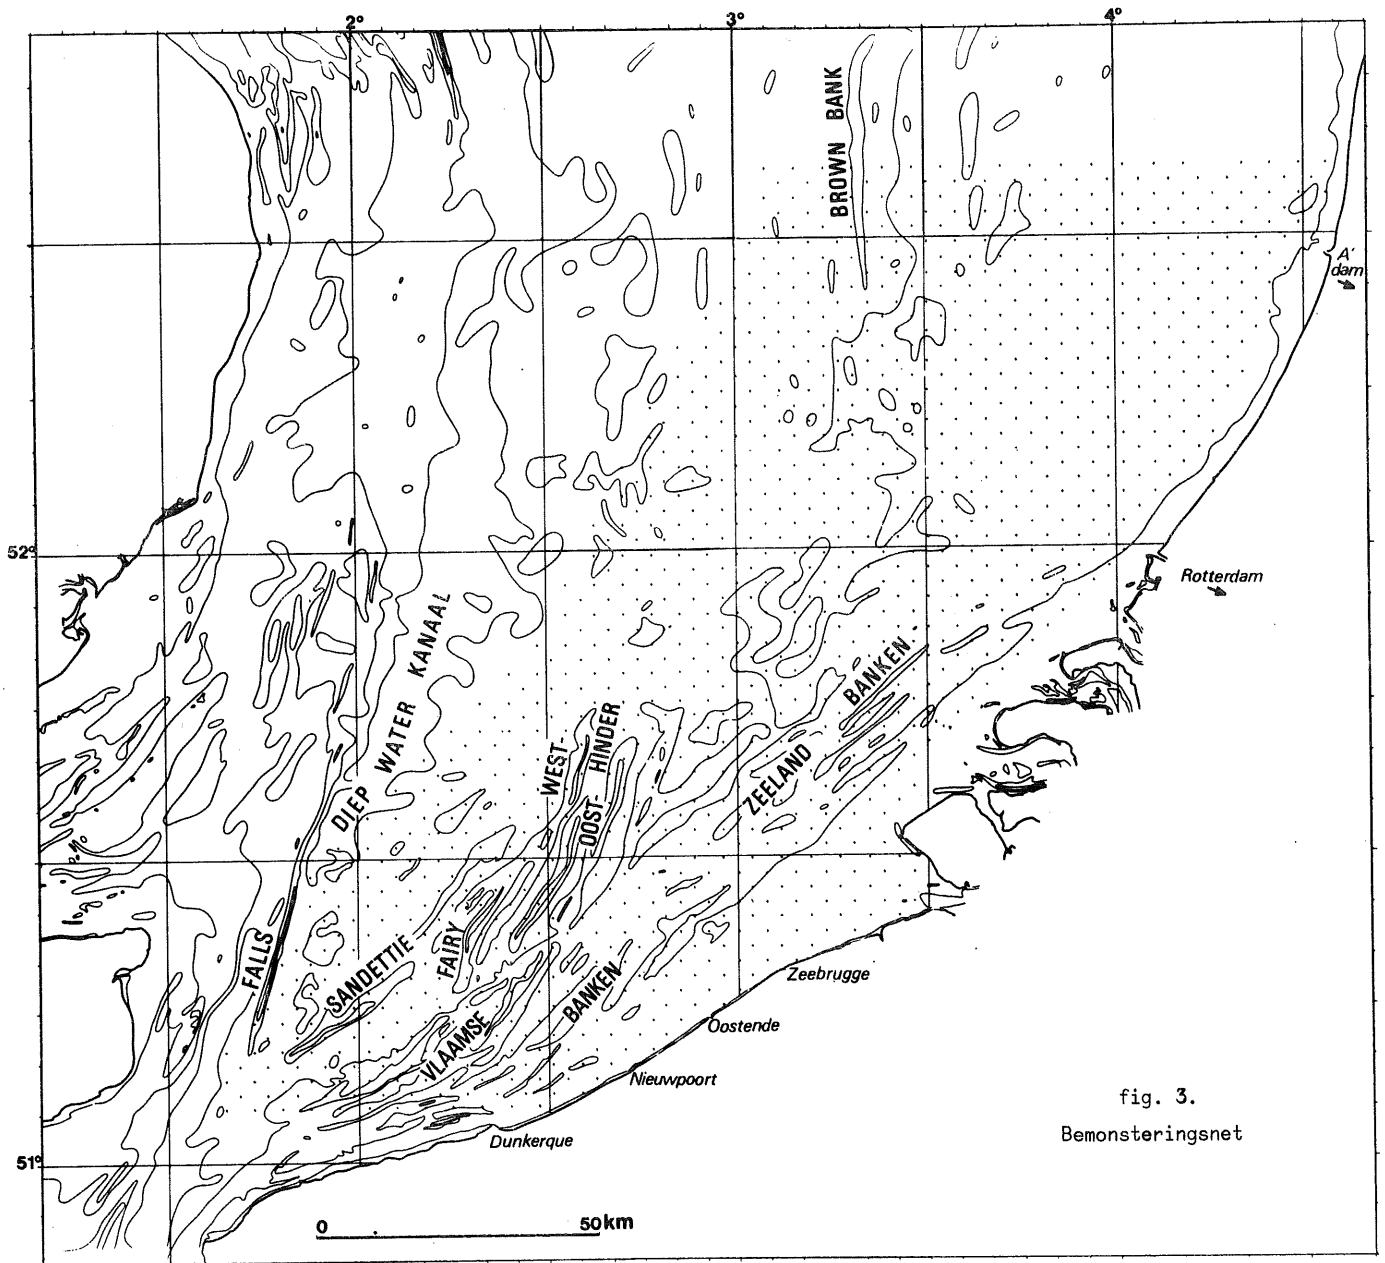 2° 3° 4°
BROWN BANK
A'
dam
52°
Rotterdam
DIEP WATER KANAAL
WEST-
HINDER
OOST-
ZEELAND BANKEN
FALLS
SANDETTIE
FAIRY
VLAAMSE BANKEN
Zeebrugge
Oostende
Nieuwpoort
Dunkerque
51°
0 50km
fig. 3.
Bemonsteringsnet